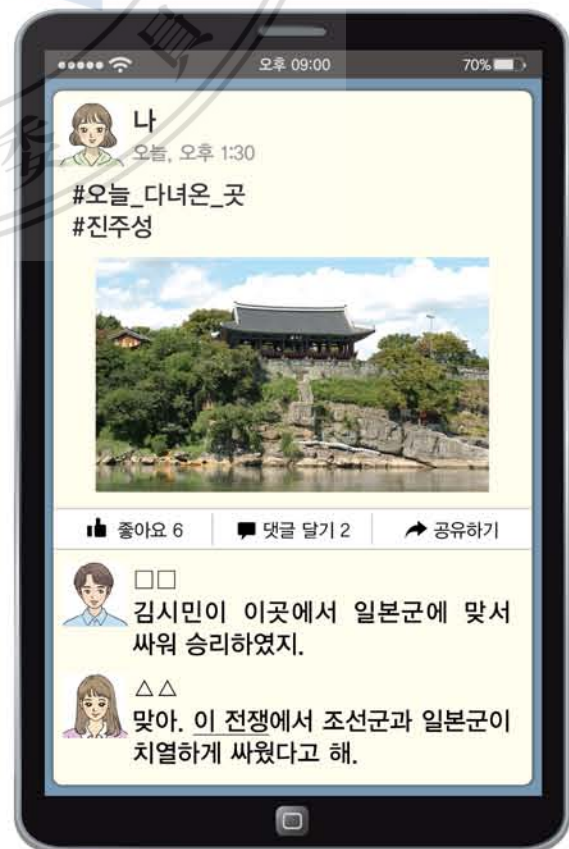 오후 09:00 70%
나
오늘, 오후 1:30
#오늘_다녀온_곳
#진주성
좋아요 6 댓글 달기 2 공유하기
□□
김시민이 이곳에서 일본군에 맞서
싸워 승리하였지.
△△
맞아. 이 전쟁에서 조선군과 일본군이
치열하게 싸웠다고 해.